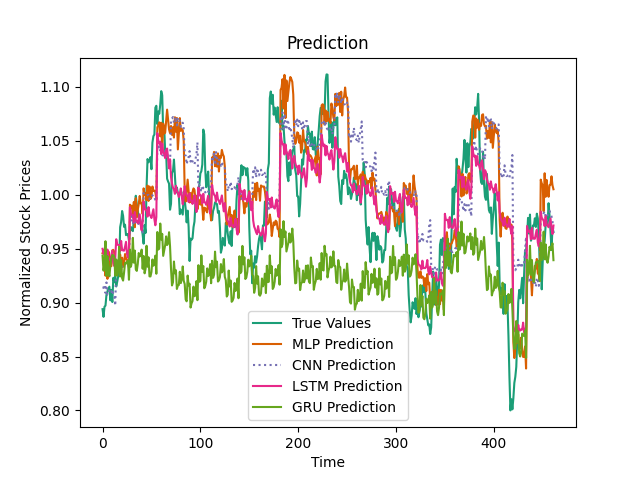 Prediction
Normalized Stock Prices
1.10
1.05
1.00
0.95
0.90
0.85
0.80
True Values
MLP Prediction
CNN Prediction
LSTM Prediction
GRU Prediction
0 100 200 300 400
Time